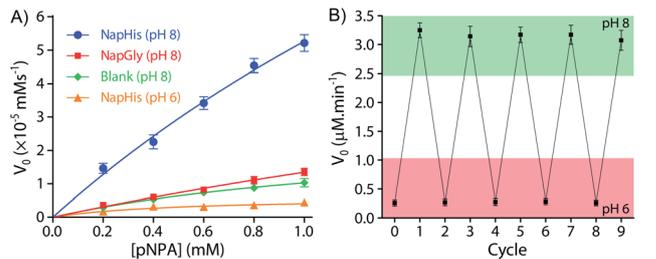 A)
V₀ (×10⁻⁵ mMs⁻¹)
6
5
4
3
2
1
0
NapHis (pH 8)
NapGly (pH 8)
Blank (pH 8)
NapHis (pH 6)
0.0 0.2 0.4 0.6 0.8 1.0
[pNPA] (mM)
B)
V₀ (µM.min⁻¹)
3.5
3.0
2.5
2.0
1.5
1.0
0.5
0.0
pH 8
pH 6
0 1 2 3 4 5 6 7 8 9
Cycle